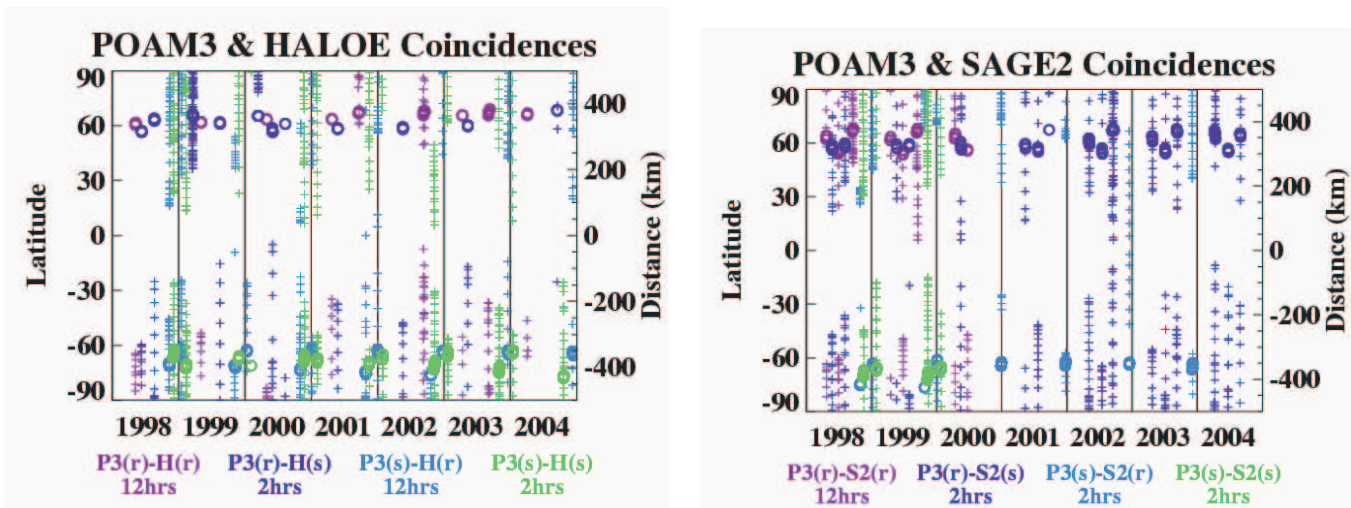 POAM3 & HALOE Coincidences
90
60
30
0
-30
-60
-90
Latitude
400
200
0
-200
-400
Distance (km)
1998 1999 2000 2001 2002 2003 2004
P3(r)-H(r) P3(r)-H(s) P3(s)-H(r) P3(s)-H(s)
12hrs 2hrs 12hrs 2hrs
POAM3 & SAGE2 Coincidences
90
60
30
0
-30
-60
-90
Latitude
400
200
0
-200
-400
Distance (km)
1998 1999 2000 2001 2002 2003 2004
P3(r)-S2(r) P3(r)-S2(s) P3(s)-S2(r) P3(s)-S2(s)
12hrs 2hrs 2hrs 2hrs